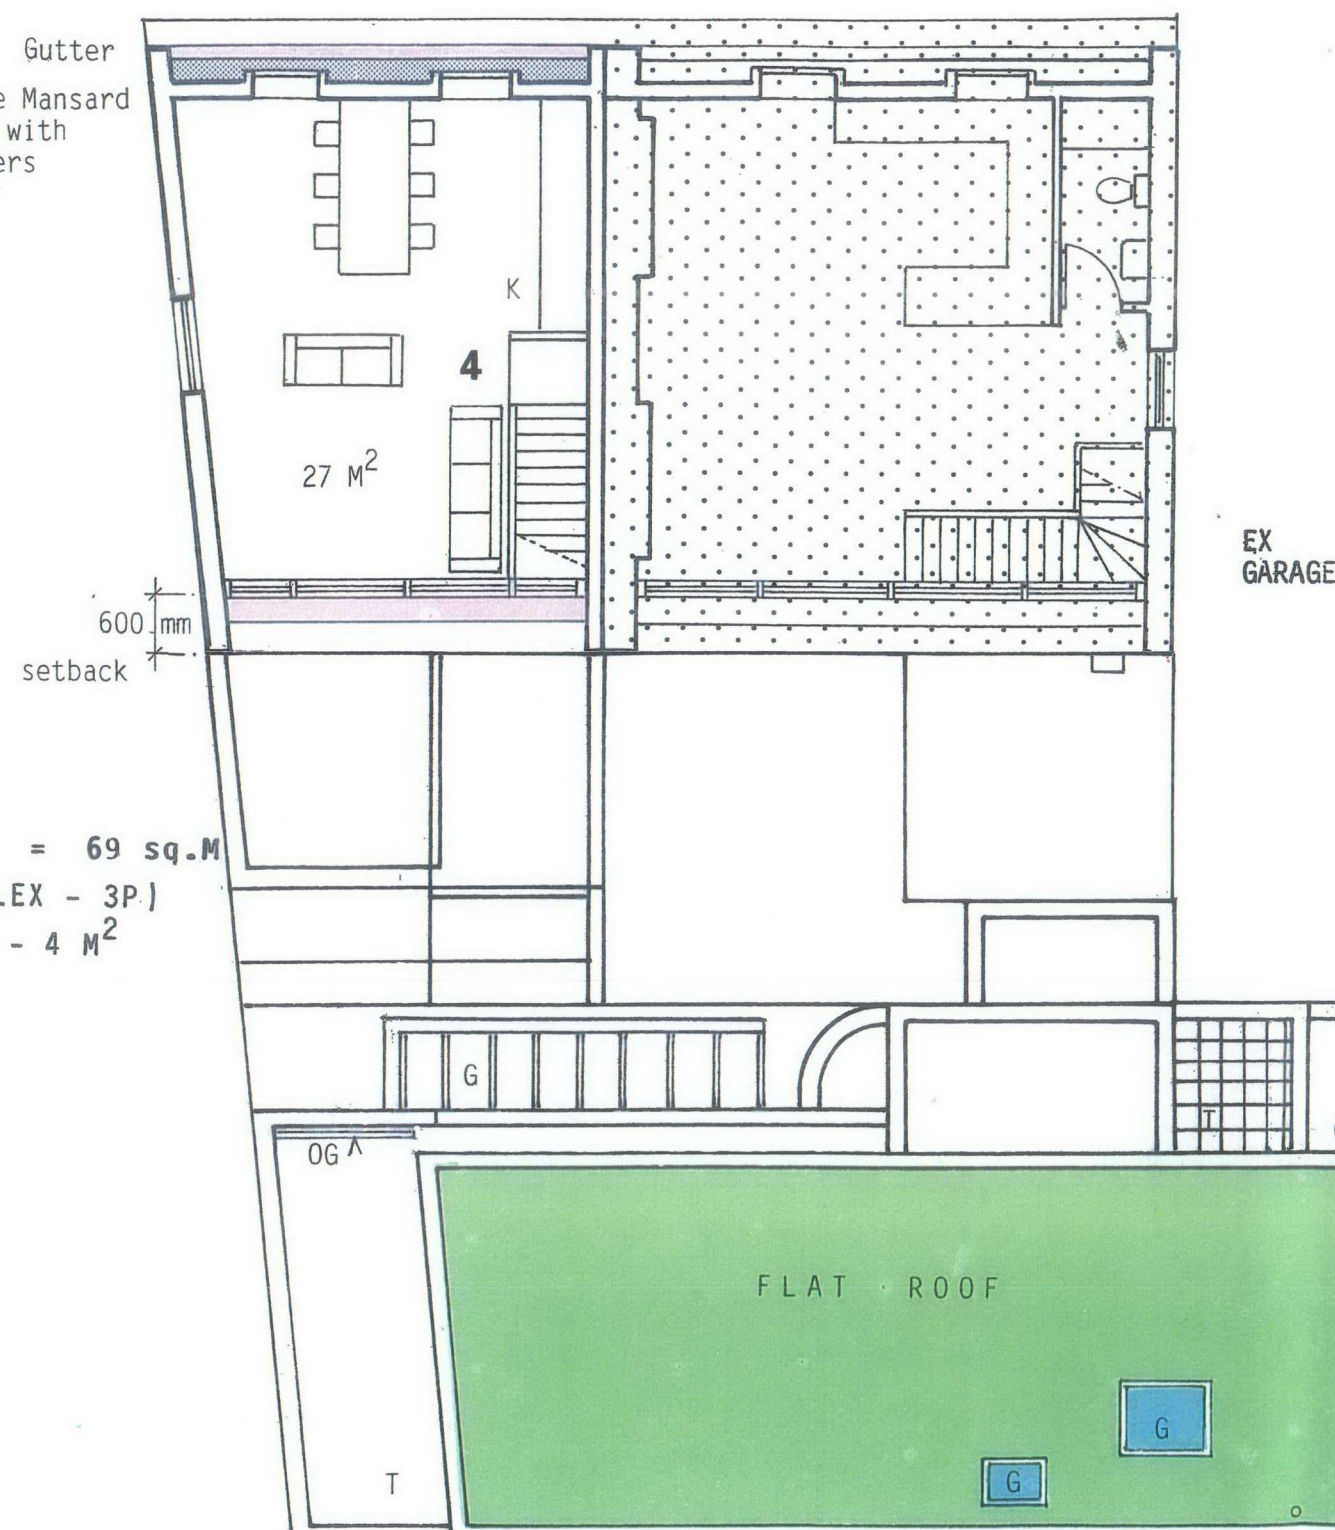 Gutter
e Mansard
with
ers
K
4
27 M²
EX
GARAGE
600 mm
setback
= 69 sq.M
LEX - 3P)
- 4 M²
G
T
OG ^
FLAT ROOF
G
G
T